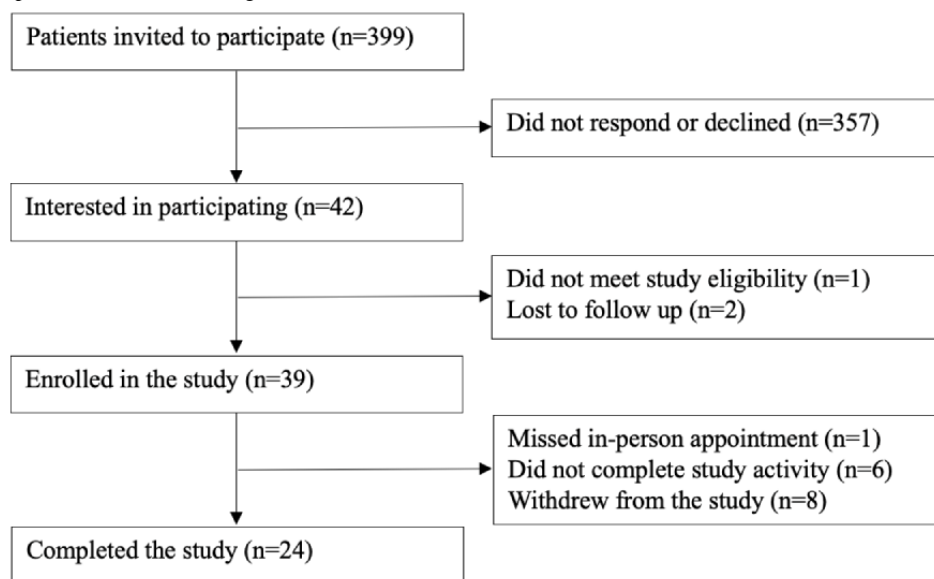 Patients invited to participate (n=399)
Did not respond or declined (n=357)
Interested in participating (n=42)
Did not meet study eligibility (n=1)
Lost to follow up (n=2)
Enrolled in the study (n=39)
Missed in-person appointment (n=1)
Did not complete study activity (n=6)
Withdrew from the study (n=8)
Completed the study (n=24)